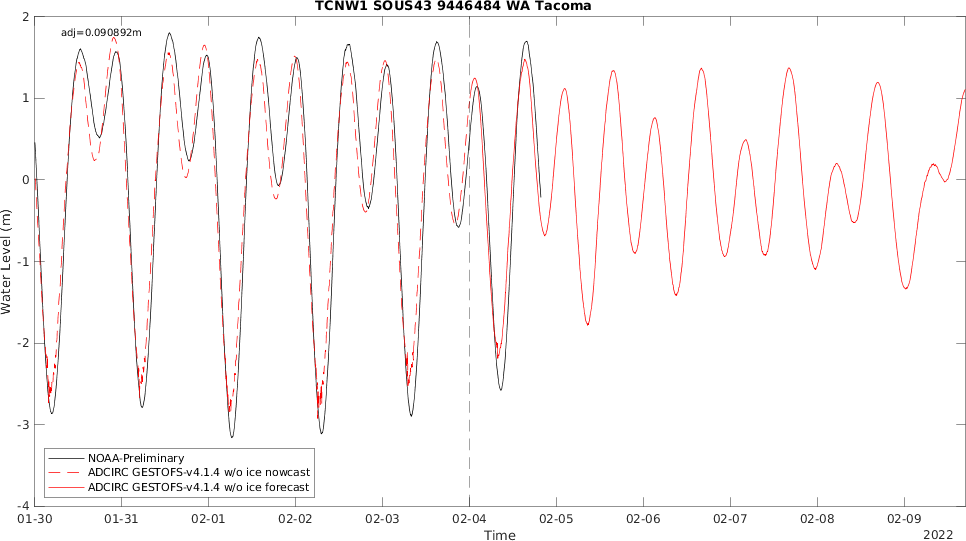 TCNW1 SOUS43 9446484 WA Tacoma
adj=0.090892m
2
1
0
-1
-2
-3
-4
Water Level (m)
NOAA-Preliminary
ADCIRC GESTOFS-v4.1.4 w/o ice nowcast
ADCIRC GESTOFS-v4.1.4 w/o ice forecast
01-30 01-31 02-01 02-02 02-03 02-04 02-05 02-06 02-07 02-08 02-09
Time
2022